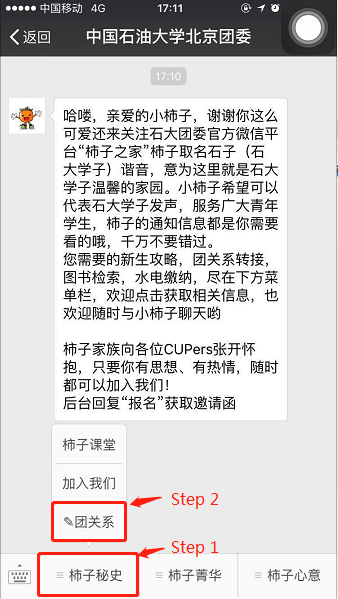 中国移动 4G 17:11
返回 中国石油大学北京团委
17:10
哈喽，亲爱的小柿子，谢谢你这么
可爱还来关注石大团委官方微信平
台“柿子之家”柿子取名石子（石
大学子）谐音，意为这里就是石大
学子温馨的家园。小柿子希望可以
代表石大学子发声，服务广大青年
学生，柿子的通知信息都是你需要
看的哦，千万不要错过。
您需要的新生攻略，团关系转接，
图书检索，水电缴纳，尽在下方菜
单栏，欢迎点击获取相关信息，也
欢迎随时与小柿子聊天哟
柿子家族向各位CUPers张开怀
抱，只要你有思想、有热情，随时
都可以加入我们！
后台回复“报名”获取邀请函
柿子课堂
加入我们
✎团关系
Step 2
Step 1
柿子秘史 柿子菁华 柿子心意